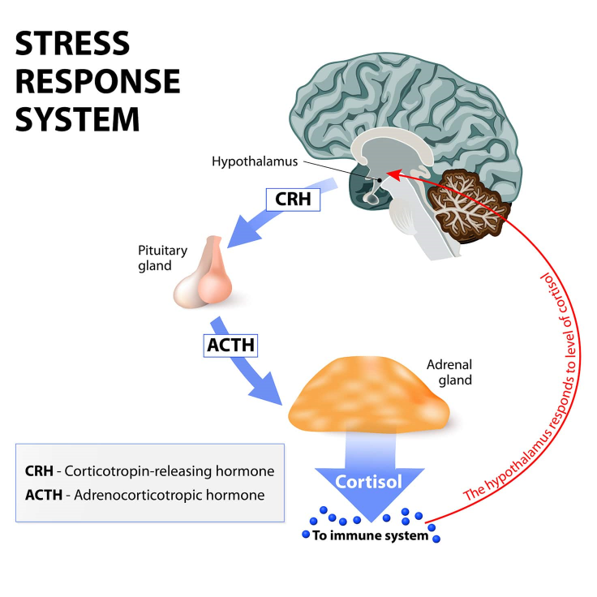 STRESS
RESPONSE
SYSTEM
Hypothalamus
CRH
Pituitary
gland
ACTH
Adrenal
gland
Cortisol
To immune system
The hypothalamus responds to level of cortisol
CRH - Corticotropin-releasing hormone
ACTH - Adrenocorticotropic hormone